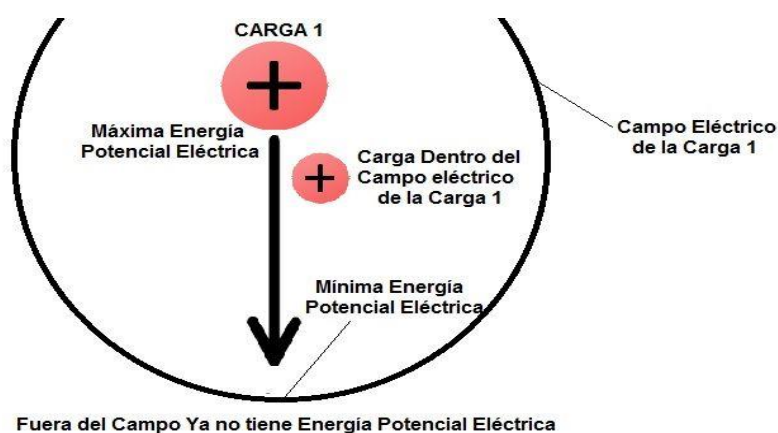 CARGA 1
Máxima Energía
Potencial Eléctrica
Carga Dentro del
Campo eléctrico
de la Carga 1
Campo Eléctrico
de la Carga 1
Mínima Energía
Potencial Eléctrica
Fuera del Campo Ya no tiene Energía Potencial Eléctrica